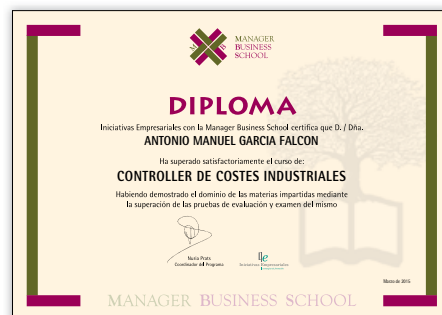 M B
MANAGER
BUSINESS
SCHOOL
DIPLOMA
Iniciativas Empresariales con la Manager Business School certifica que D. / Dña.
ANTONIO MANUEL GARCIA FALCON
Ha superado satisfactoriamente el curso de:
CONTROLLER DE COSTES INDUSTRIALES
Habiendo demostrado el dominio de las materias impartidas mediante
la superación de las pruebas de evaluación y examen del mismo
Nuria Prats
Coordinador del Programa
Iniciativas Empresariales
Marzo de 2015
MANAGER BUSINESS SCHOOL